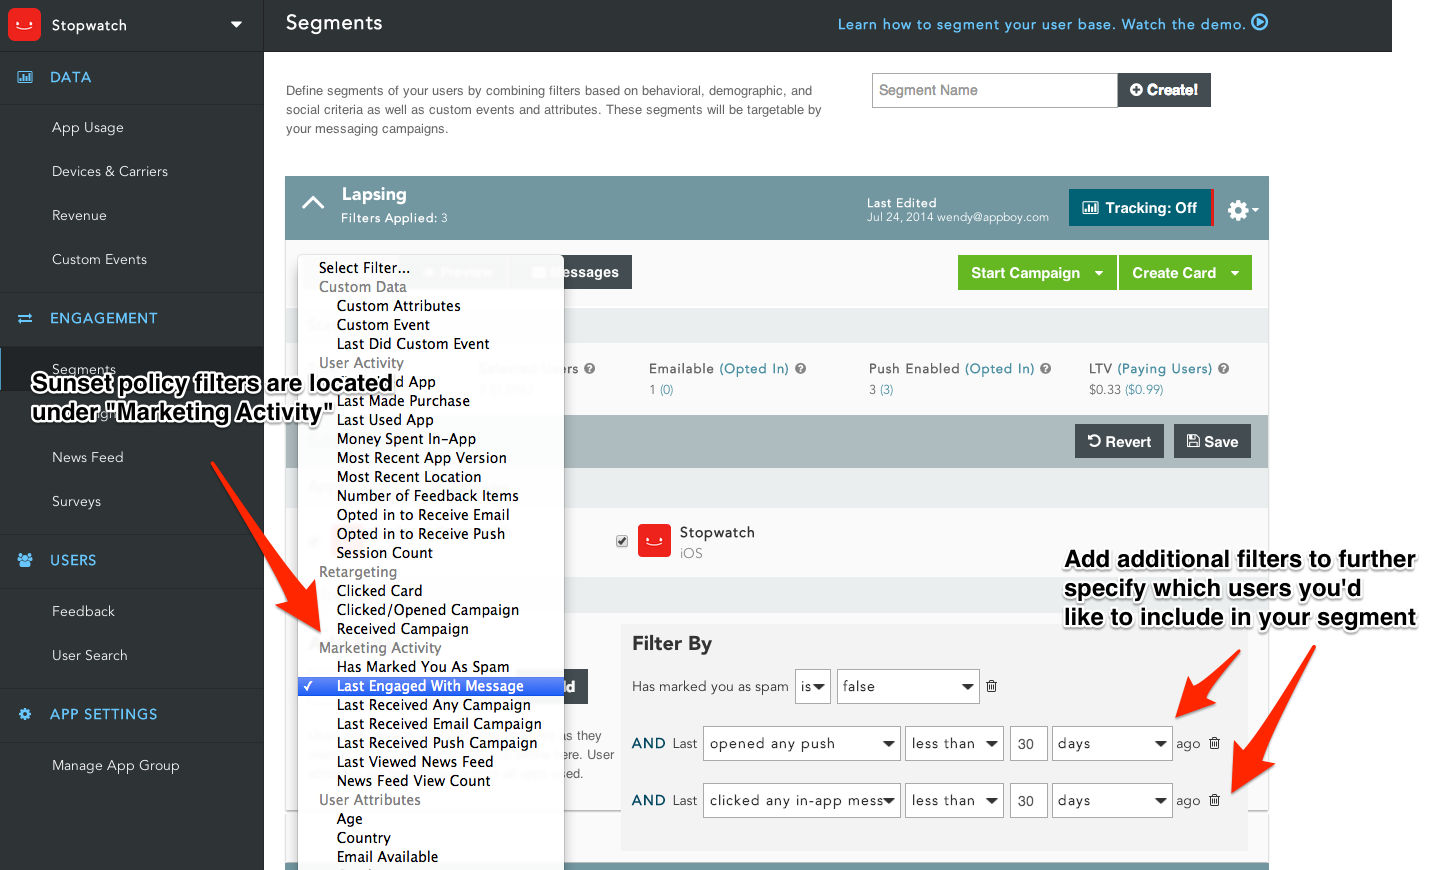 Stopwatch
Segments
Learn how to segment your user base. Watch the demo.
DATA
App Usage
Devices & Carriers
Revenue
Custom Events
ENGAGEMENT
Segments
News Feed
Surveys
USERS
Feedback
User Search
APP SETTINGS
Manage App Group
Sunset policy filters are located
under "Marketing Activity"
Define segments of your users by combining filters based on behavioral, demographic, and
social criteria as well as custom events and attributes. These segments will be targetable by
your messaging campaigns.
Segment Name
Create!
Lapsing
Filters Applied: 3
Last Edited
Jul 24, 2014 wendy@appboy.com
Tracking: Off
Messages
Start Campaign
Create Card
Select Filter...
Custom Data
Custom Attributes
Custom Event
Last Did Custom Event
User Activity
App
Last Made Purchase
Last Used App
Money Spent In-App
Most Recent App Version
Most Recent Location
Number of Feedback Items
Opted in to Receive Email
Opted in to Receive Push
Session Count
Retargeting
Clicked Card
Clicked/Opened Campaign
Received Campaign
Marketing Activity
Has Marked You As Spam
✓ Last Engaged With Message
Last Received Any Campaign
Last Received Email Campaign
Last Received Push Campaign
Last Viewed News Feed
News Feed View Count
User Attributes
Age
Country
Email Available
Emailable (Opted In)
1 (0)
Push Enabled (Opted In)
3 (3)
LTV (Paying Users)
$0.33 ($0.99)
Revert
Save
Stopwatch
iOS
as they
here. User
used.
Add additional filters to further
specify which users you'd
like to include in your segment
Filter By
Has marked you as spam is false
AND Last opened any push less than 30 days ago
AND Last clicked any in-app mess less than 30 days ago